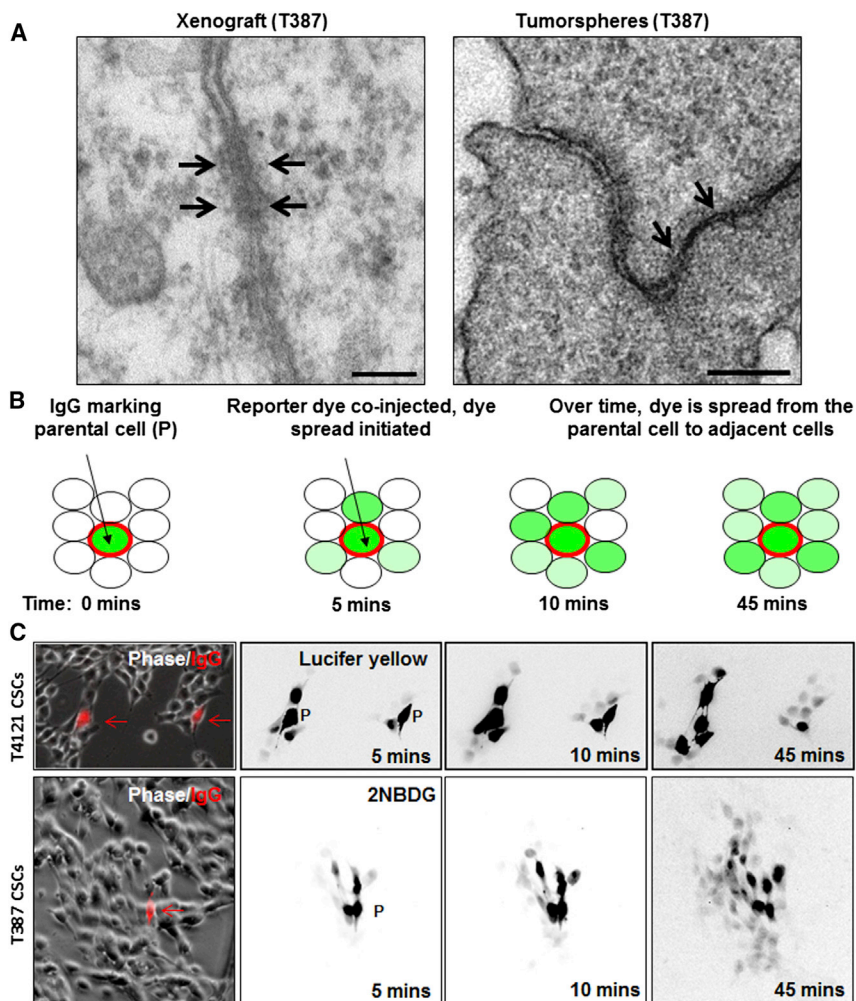 A
Xenograft (T387)
Tumorspheres (T387)
B
IgG marking
parental cell (P)
Reporter dye co-injected, dye
spread initiated
Over time, dye is spread from the
parental cell to adjacent cells
Time: 0 mins
5 mins
10 mins
45 mins
C
T4121 CSCs
Phase/IgG
Lucifer yellow
P
P
5 mins
10 mins
45 mins
T387 CSCs
Phase/IgG
2NBDG
P
5 mins
10 mins
45 mins